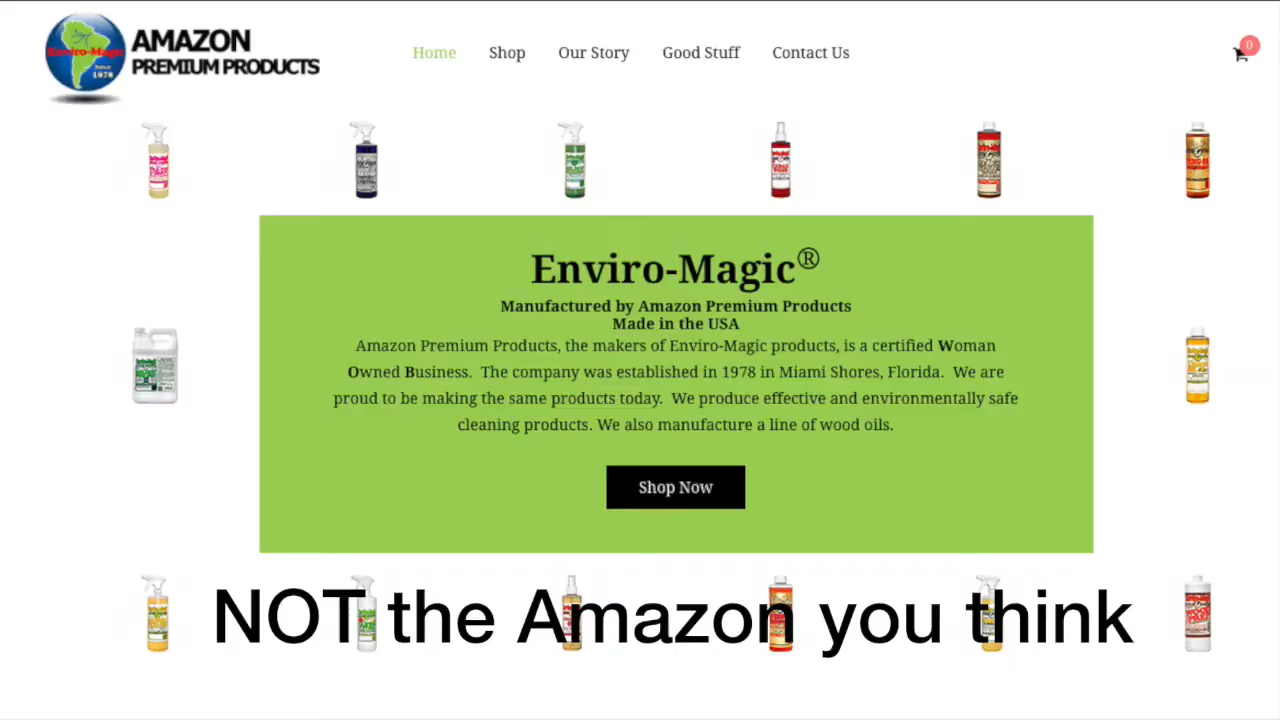 Enviro-Magic
Since
1978
AMAZON
PREMIUM PRODUCTS
Home
Shop
Our Story
Good Stuff
Contact Us
0
Enviro-Magic®
Manufactured by Amazon Premium Products
Made in the USA
Amazon Premium Products, the makers of Enviro-Magic products, is a certified Woman
Owned Business. The company was established in 1978 in Miami Shores, Florida. We are
proud to be making the same products today. We produce effective and environmentally safe
cleaning products. We also manufacture a line of wood oils.
Shop Now
NOT the Amazon you think